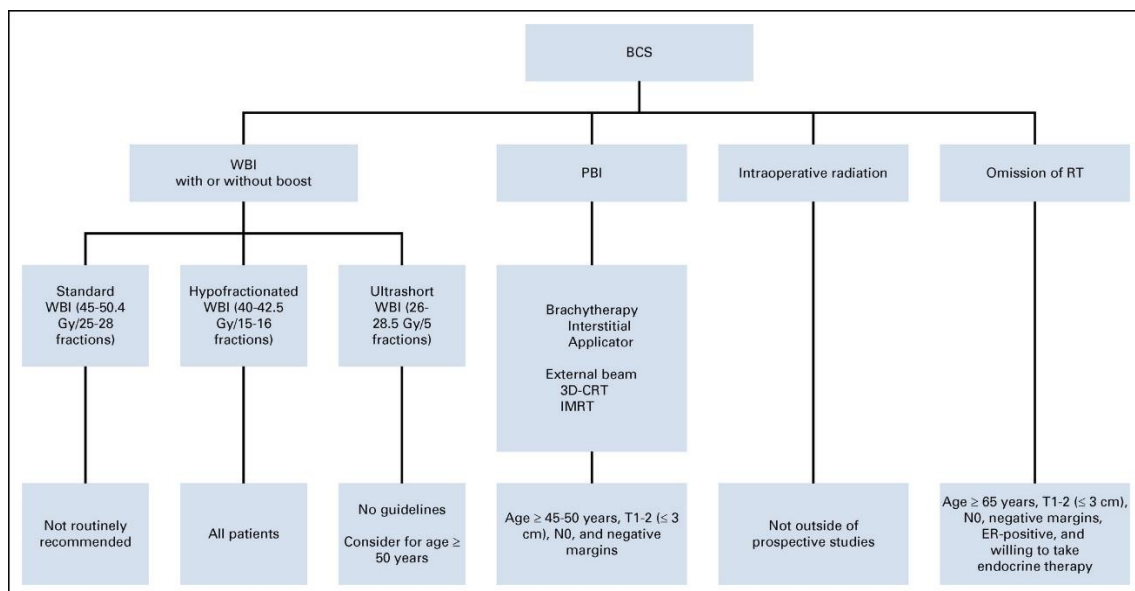 BCS
WBI
with or without boost
PBI
Intraoperative radiation
Omission of RT
Standard
WBI (45-50.4
Gy/25-28
fractions)
Hypofractionated
WBI (40-42.5
Gy/15-16
fractions)
Ultrashort
WBI (26-
28.5 Gy/5
fractions)
Brachytherapy
Interstitial
Applicator
External beam
3D-CRT
IMRT
Not routinely
recommended
All patients
No guidelines
Consider for age ≥
50 years
Age ≥ 45-50 years, T1-2 (≤ 3
cm), N0, and negative
margins
Not outside of
prospective studies
Age ≥ 65 years, T1-2 (≤ 3 cm),
N0, negative margins,
ER-positive, and
willing to take
endocrine therapy